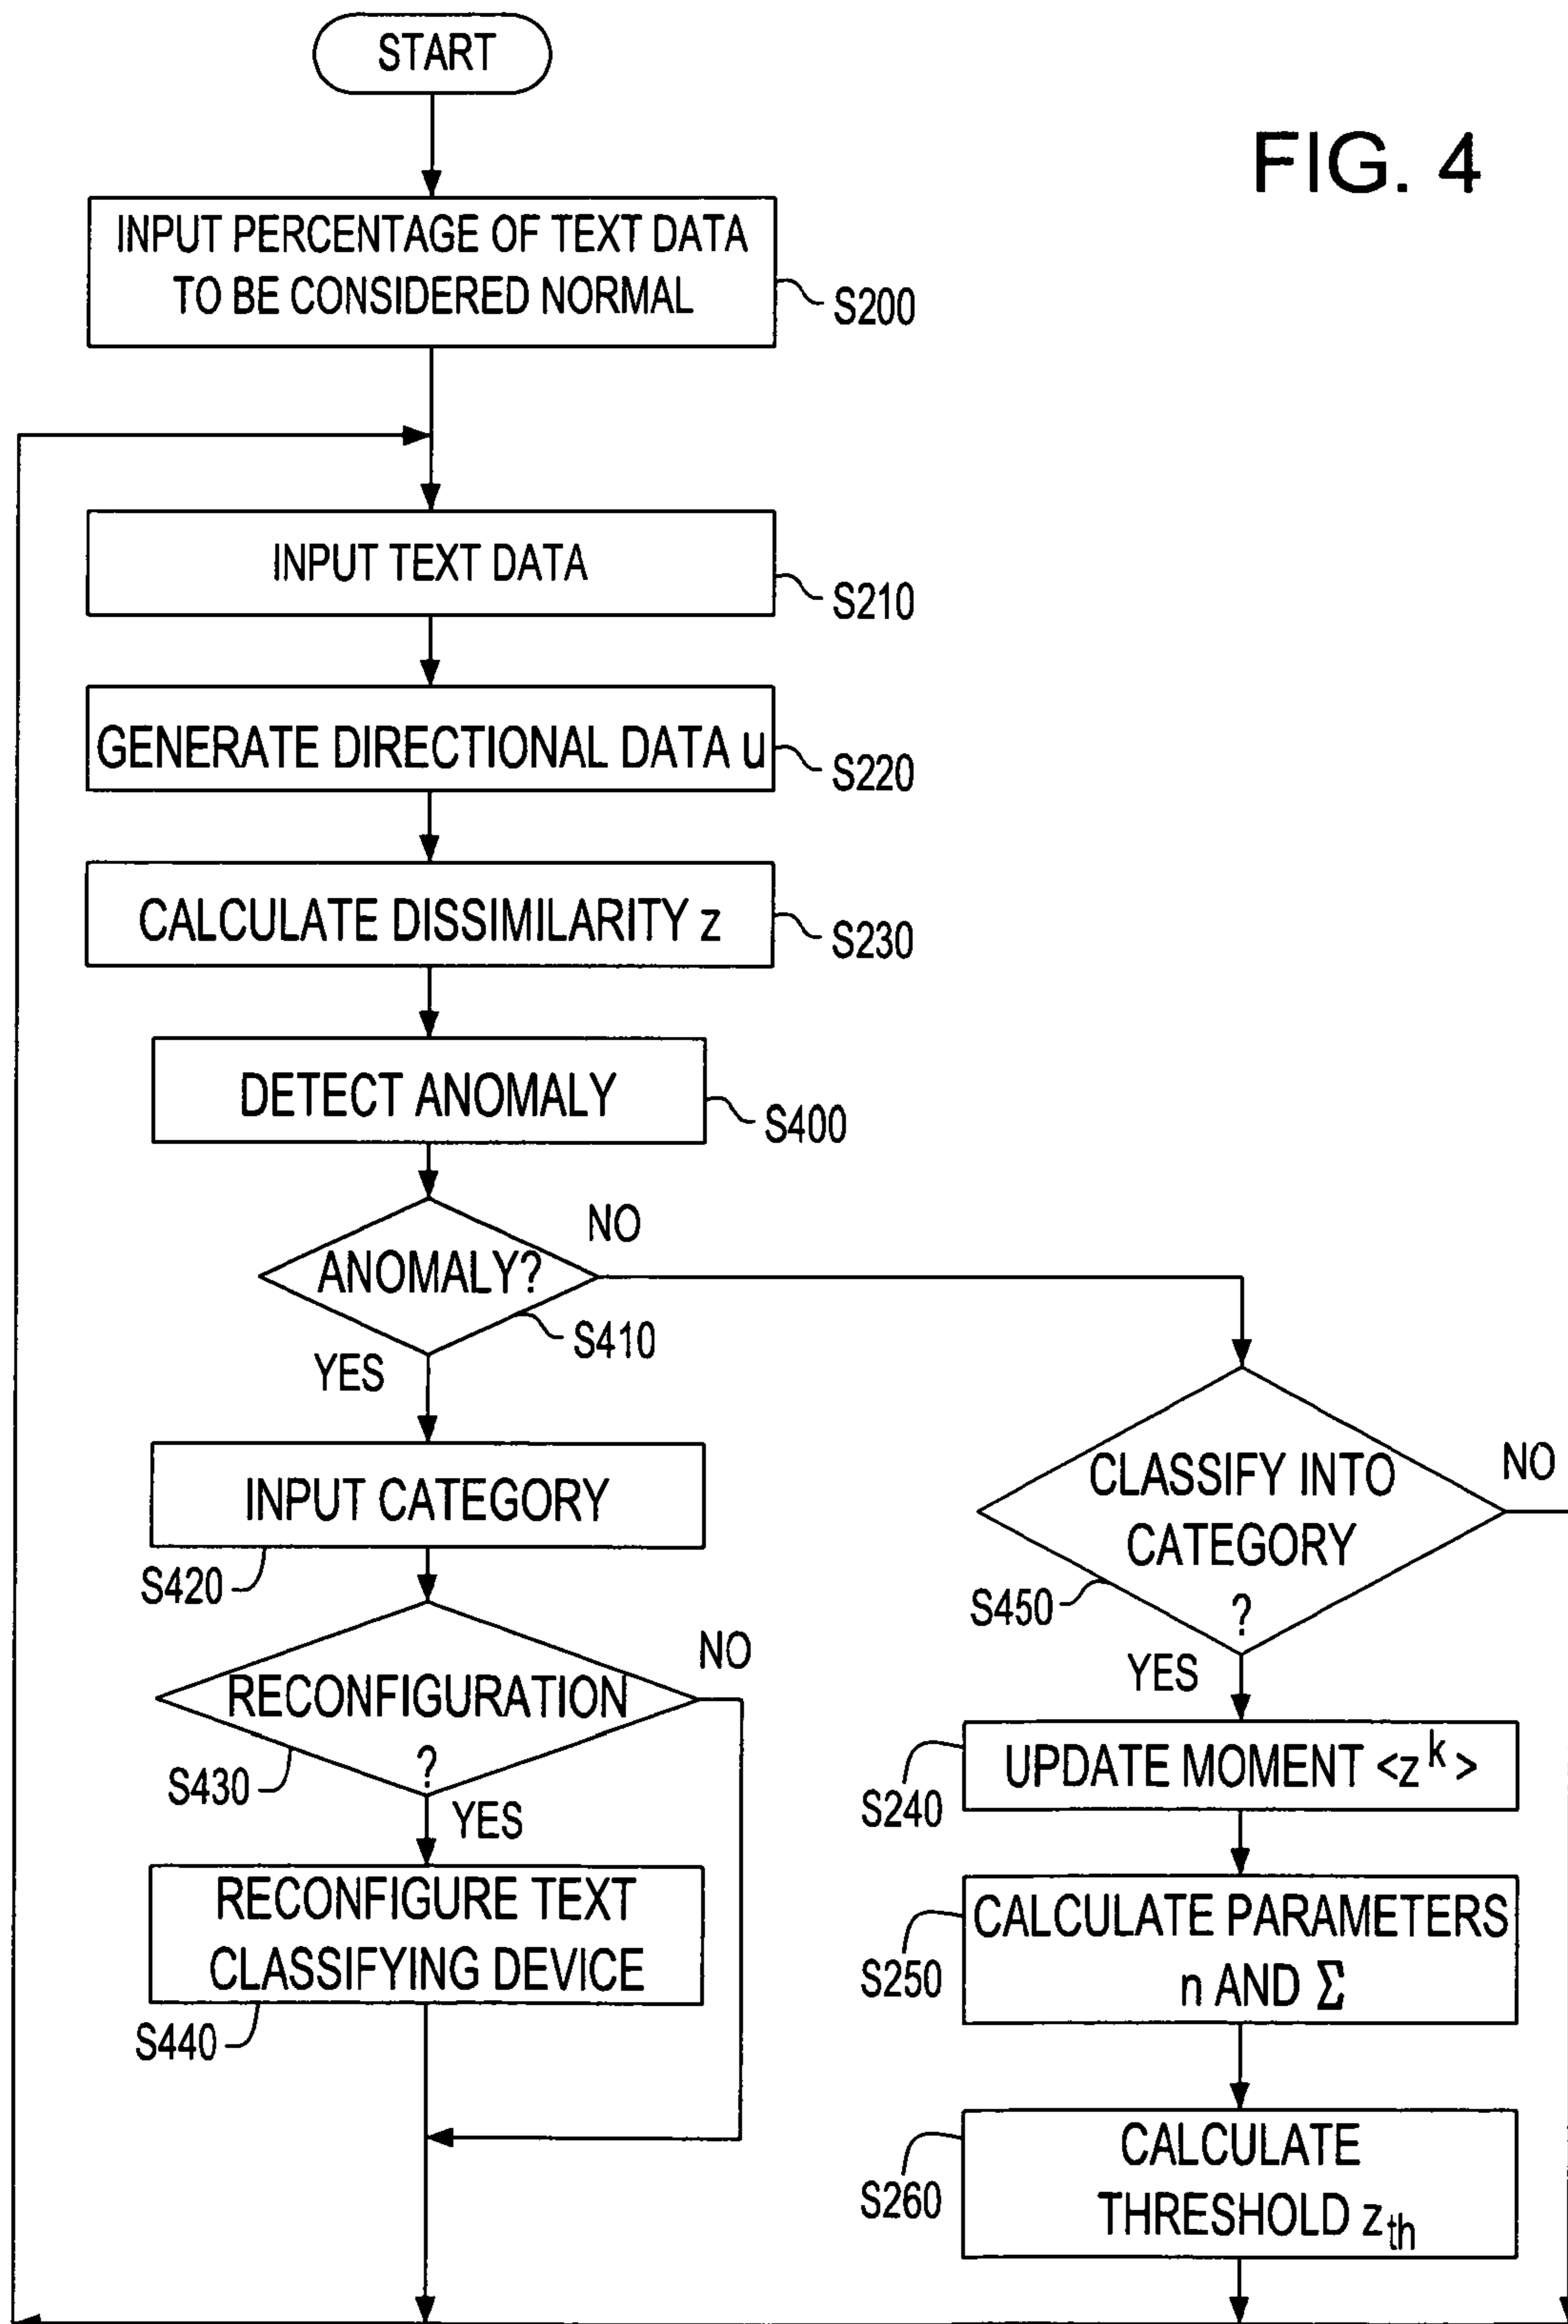 START
FIG. 4
INPUT PERCENTAGE OF TEXT DATA
TO BE CONSIDERED NORMAL
S200
INPUT TEXT DATA
S210
GENERATE DIRECTIONAL DATA u
S220
CALCULATE DISSIMILARITY z
S230
DETECT ANOMALY
S400
NO
ANOMALY?
S410
YES
INPUT CATEGORY
S420
RECONFIGURATION
?
NO
S430
YES
RECONFIGURE TEXT
CLASSIFYING DEVICE
S440
CLASSIFY INTO
CATEGORY
?
NO
S450
YES
UPDATE MOMENT <z^k>
S240
CALCULATE PARAMETERS
n AND Σ
S250
CALCULATE
THRESHOLD z_th
S260